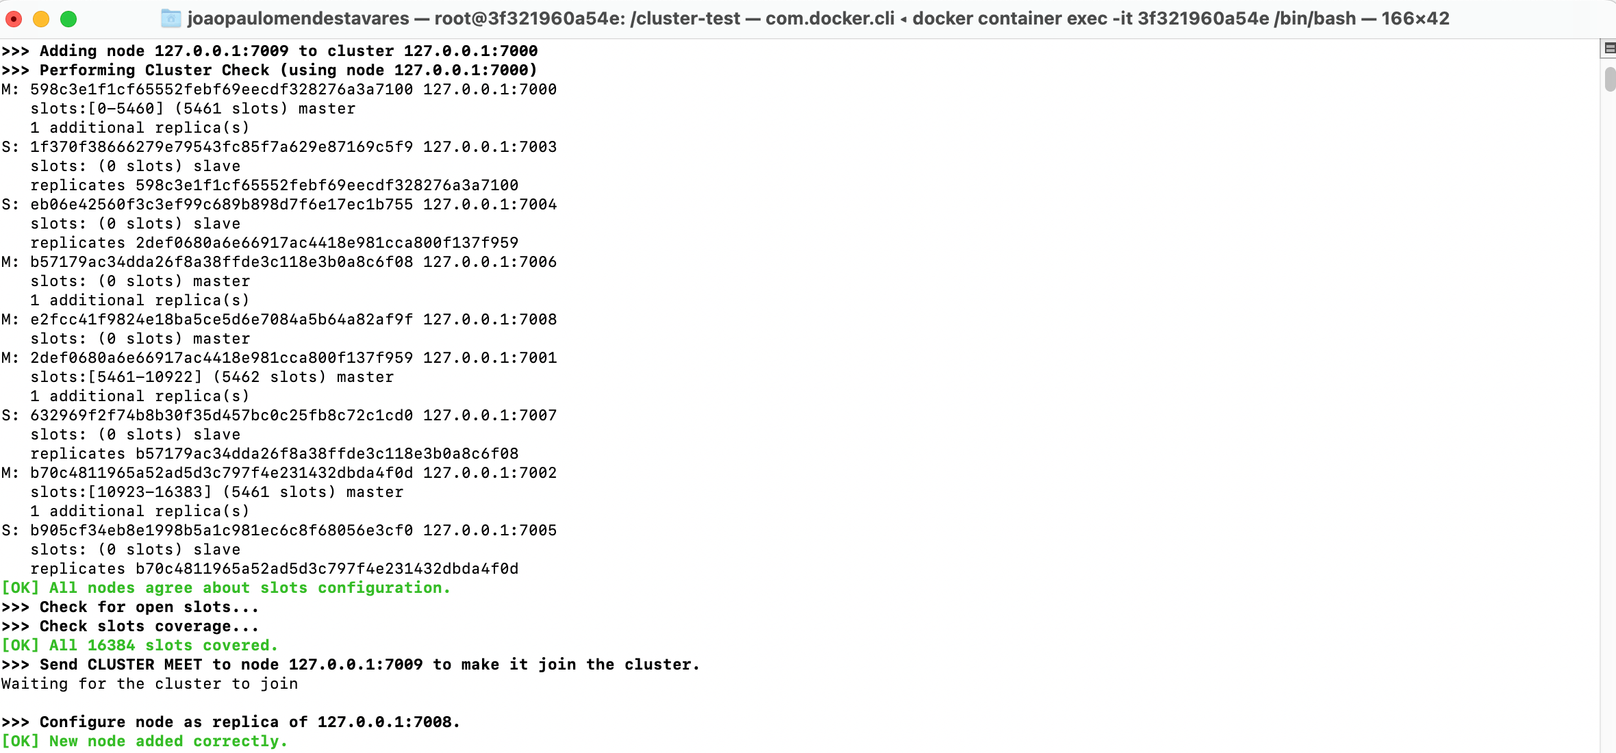 joaopaulomendestavares — root@3f321960a54e: /cluster-test — com.docker.cli ◂ docker container exec -it 3f321960a54e /bin/bash — 166×42
>>> Adding node 127.0.0.1:7009 to cluster 127.0.0.1:7000
>>> Performing Cluster Check (using node 127.0.0.1:7000)
M: 598c3e1f1cf65552febf69eecdf328276a3a7100 127.0.0.1:7000
   slots:[0-5460] (5461 slots) master
   1 additional replica(s)
S: 1f370f38666279e79543fc85f7a629e87169c5f9 127.0.0.1:7003
   slots: (0 slots) slave
   replicates 598c3e1f1cf65552febf69eecdf328276a3a7100
S: eb06e42560f3c3ef99c689b898d7f6e17ec1b755 127.0.0.1:7004
   slots: (0 slots) slave
   replicates 2def0680a6e66917ac4418e981cca800f137f959
M: b57179ac34dda26f8a38ffde3c118e3b0a8c6f08 127.0.0.1:7006
   slots: (0 slots) master
   1 additional replica(s)
M: e2fcc41f9824e18ba5ce5d6e7084a5b64a82af9f 127.0.0.1:7008
   slots: (0 slots) master
M: 2def0680a6e66917ac4418e981cca800f137f959 127.0.0.1:7001
   slots:[5461-10922] (5462 slots) master
   1 additional replica(s)
S: 632969f2f74b8b30f35d457bc0c25fb8c72c1cd0 127.0.0.1:7007
   slots: (0 slots) slave
   replicates b57179ac34dda26f8a38ffde3c118e3b0a8c6f08
M: b70c4811965a52ad5d3c797f4e231432dbda4f0d 127.0.0.1:7002
   slots:[10923-16383] (5461 slots) master
   1 additional replica(s)
S: b905cf34eb8e1998b5a1c981ec6c8f68056e3cf0 127.0.0.1:7005
   slots: (0 slots) slave
   replicates b70c4811965a52ad5d3c797f4e231432dbda4f0d
[OK] All nodes agree about slots configuration.
>>> Check for open slots...
>>> Check slots coverage...
[OK] All 16384 slots covered.
>>> Send CLUSTER MEET to node 127.0.0.1:7009 to make it join the cluster.
Waiting for the cluster to join
>>> Configure node as replica of 127.0.0.1:7008.
[OK] New node added correctly.